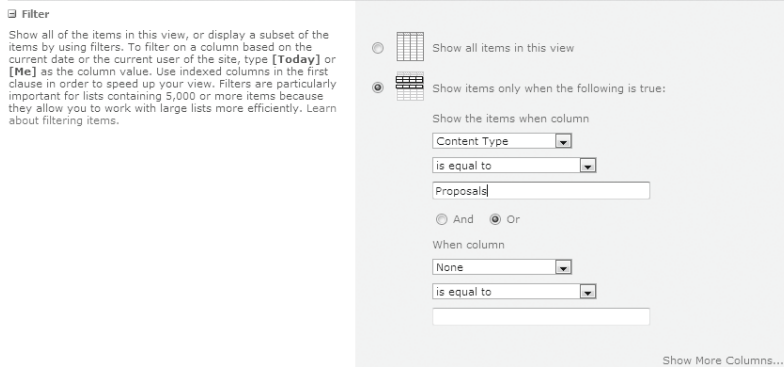 Filter
Show all of the items in this view, or display a subset of the
items by using filters. To filter on a column based on the
current date or the current user of the site, type [Today] or
[Me] as the column value. Use indexed columns in the first
clause in order to speed up your view. Filters are particularly
important for lists containing 5,000 or more items because
they allow you to work with large lists more efficiently. Learn
about filtering items.
Show all items in this view
Show items only when the following is true:
Show the items when column
Content Type
is equal to
Proposals
And Or
When column
None
is equal to
Show More Columns...